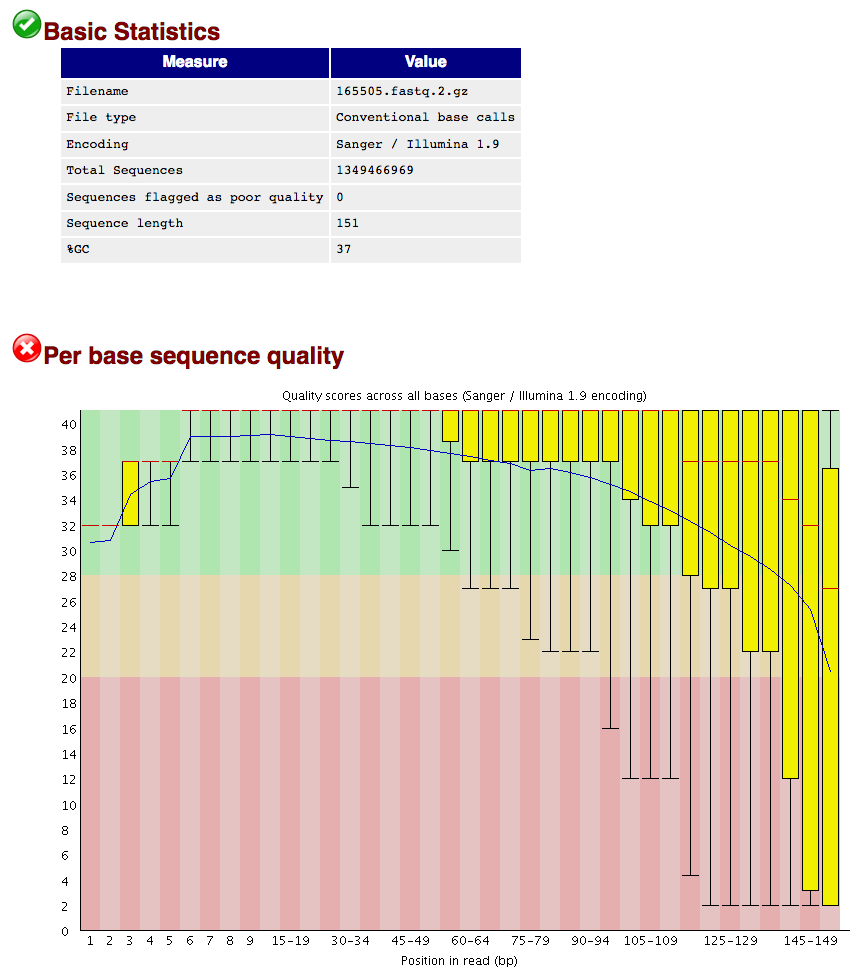 Basic Statistics
Measure Value
Filename 165505.fastq.2.gz
File type Conventional base calls
Encoding Sanger / Illumina 1.9
Total Sequences 1349466969
Sequences flagged as poor quality 0
Sequence length 151
%GC 37
Per base sequence quality
Quality scores across all bases (Sanger / Illumina 1.9 encoding)
40
38
36
34
32
30
28
26
24
22
20
18
16
14
12
10
8
6
4
2
0
1 2 3 4 5 6 7 8 9 15-19 30-34 45-49 60-64 75-79 90-94 105-109 125-129 145-149
Position in read (bp)